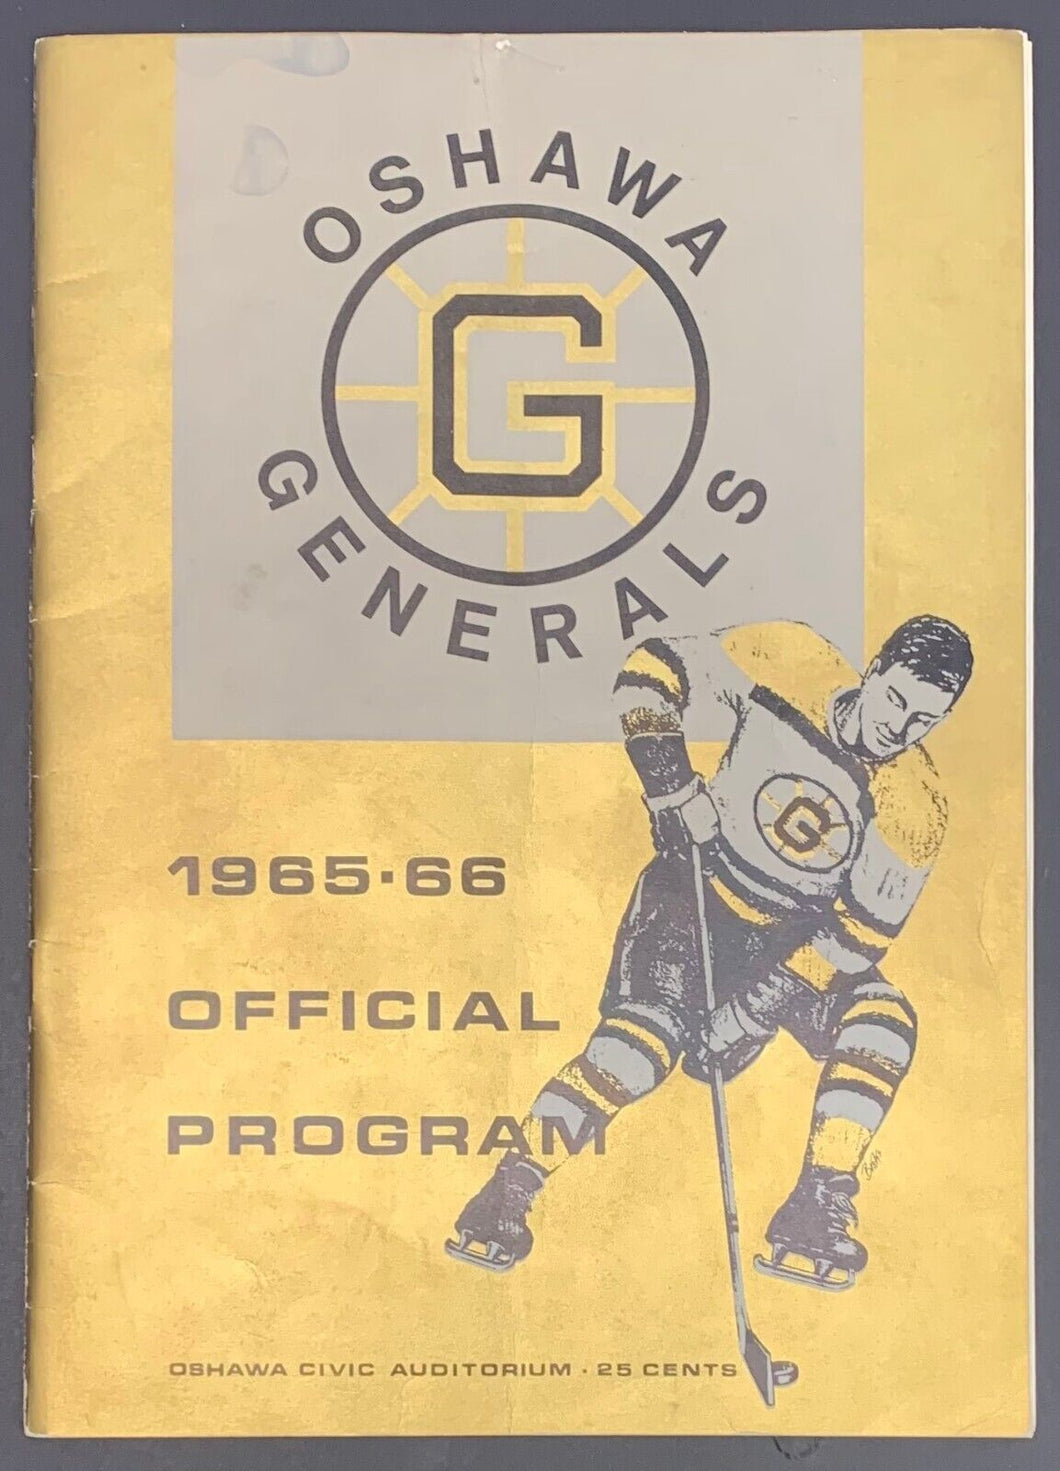 OSHAWA
G
GENERALS
G
1965·66
OFFICIAL
PROGRAM
OSHAWA CIVIC AUDITORIUM · 25 CENTS